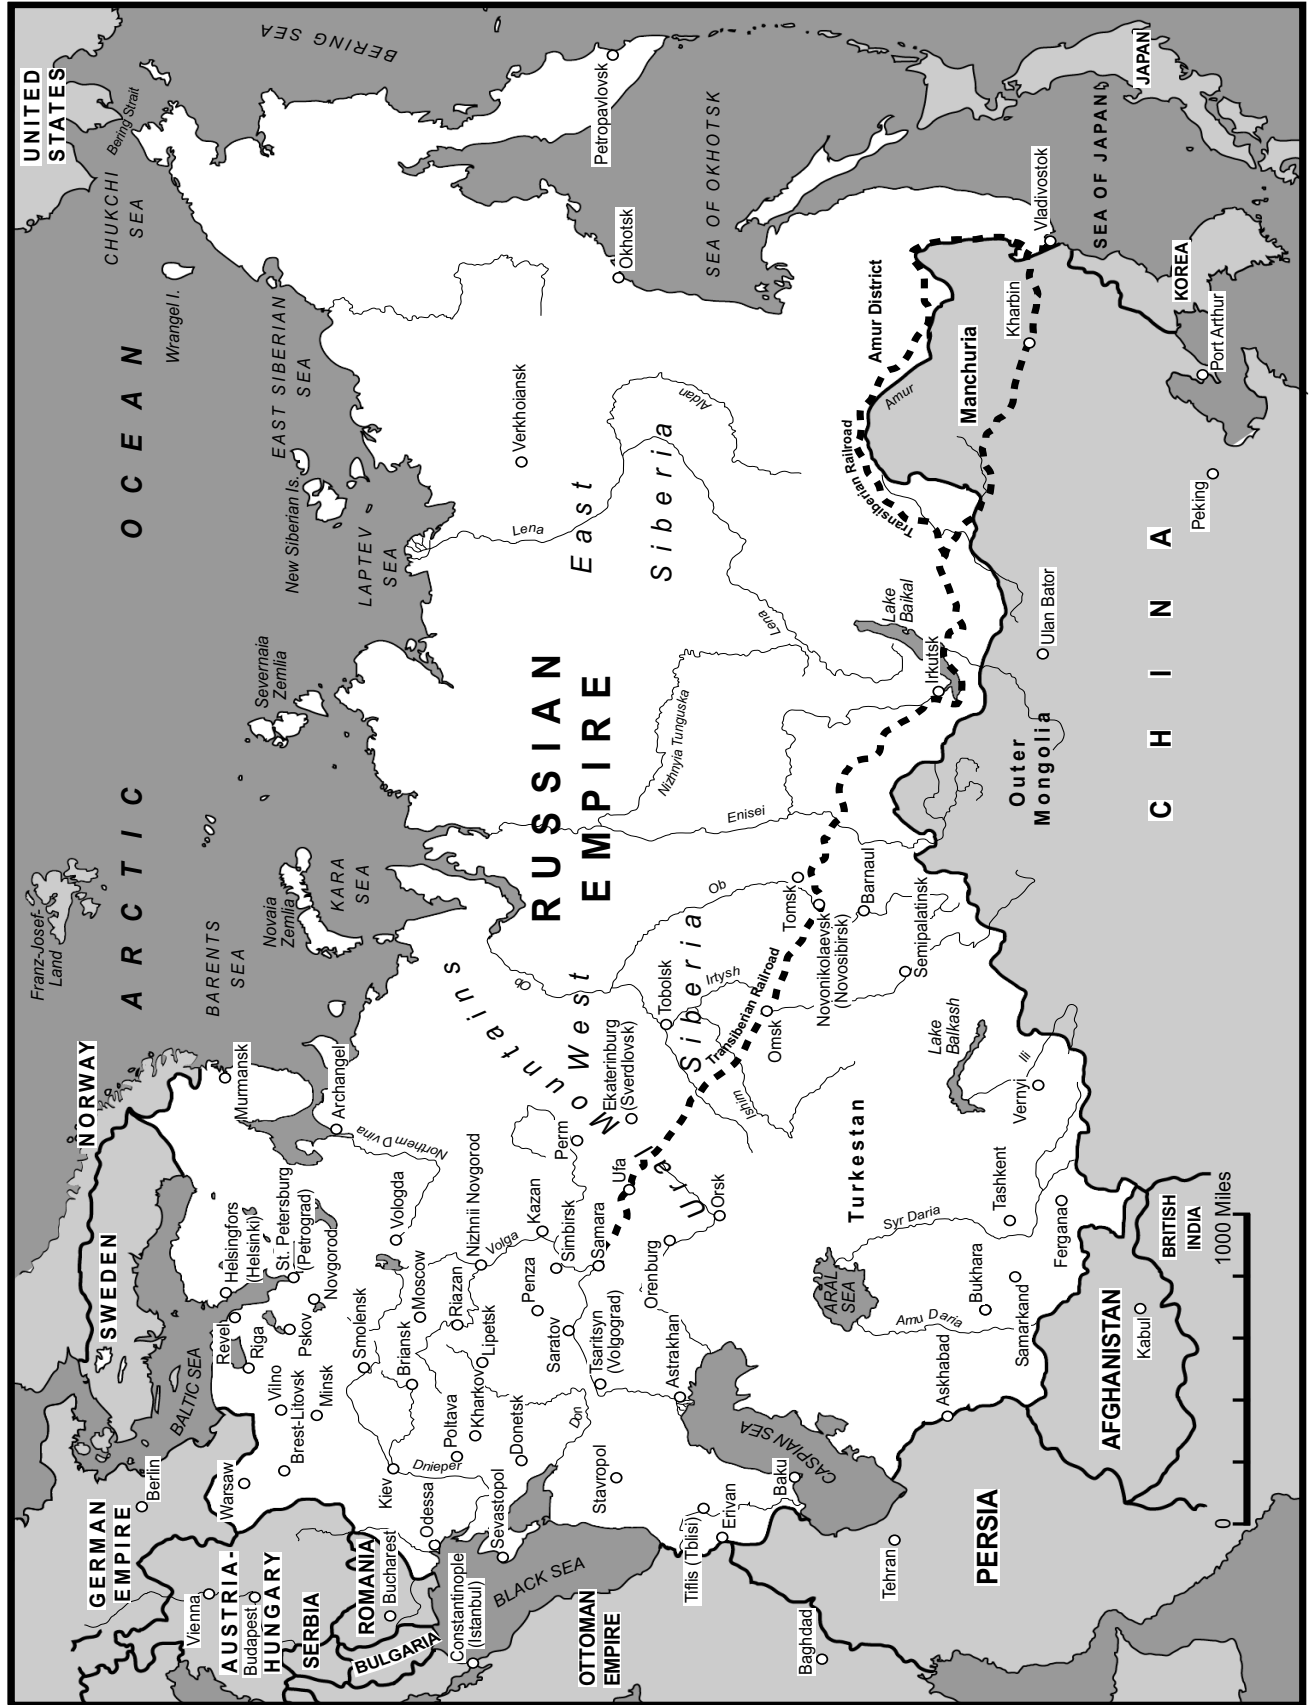 UNITED
STATES
BERING SEA
Bering Strait
CHUKCHI
SEA
Wrangel I.
Petropavlovsk
Okhotsk
SEA OF OKHOTSK
JAPAN
SEA OF JAPAN
Vladivostok
KOREA
Port Arthur
Kharbin
Manchuria
Amur District
Amur
Transiberian Railroad
Transiberian
Peking
ARCTIC OCEAN
EAST SIBERIAN
SEA
New Siberian Is.
LAPTEV
SEA
Verkhoiansk
Lena
Aldan
East
Siberia
Lena
Lake
Baikal
Irkutsk
Ulan Bator
CHINA
Outer
Mongolia
Severnaia
Zemlia
RUSSIAN
EMPIRE
Nizhnyia Tunguska
Enisei
Franz-Josef-
Land
BARENTS
SEA
Novaia
Zemlia
KARA
SEA
Ob
Ob
West
Siberia
Ural
Mountains
Tobolsk
Irtysh
Tomsk
Novonikolaevsk
(Novosibirsk)
Barnaul
Semipalatinsk
Omsk
Transiberian Railroad
Ishim
Ekaterinburg
(Sverdlovsk)
Perm
Ufa
Orsk
Lake
Balkash
Ili
Vernyi
Turkestan
NORWAY
Murmansk
Archangel
Northern Dvina
Vologda
SWEDEN
Helsingfors
(Helsinki)
St. Petersburg
(Petrograd)
Novgorod
Revel
Riga
Pskov
BALTIC SEA
Vilno
Brest-Litovsk
Minsk
Smolensk
Briansk
Moscow
Riazan
Lipetsk
Nizhnii Novgorod
Volga
Kazan
Simbirsk
Samara
Penza
Saratov
Tsaritsyn
(Volgograd)
Orenburg
Astrakhan
Poltava
Kharkov
Donetsk
Don
Dnieper
Kiev
Odessa
Sevastopol
Stavropol
Tiflis (Tblisi)
Erivan
Baku
CASPIAN SEA
ARAL
SEA
Syr Daria
Amu Daria
Tashkent
Fergana
Bukhara
Samarkand
Askhabad
BRITISH
INDIA
AFGHANISTAN
Kabul
PERSIA
Tehran
Baghdad
BLACK SEA
OTTOMAN
EMPIRE
Constantinople
(Istanbul)
BULGARIA
ROMANIA
Bucharest
SERBIA
AUSTRIA-
HUNGARY
Vienna
Budapest
GERMAN
EMPIRE
Berlin
Warsaw
0
1000 Miles